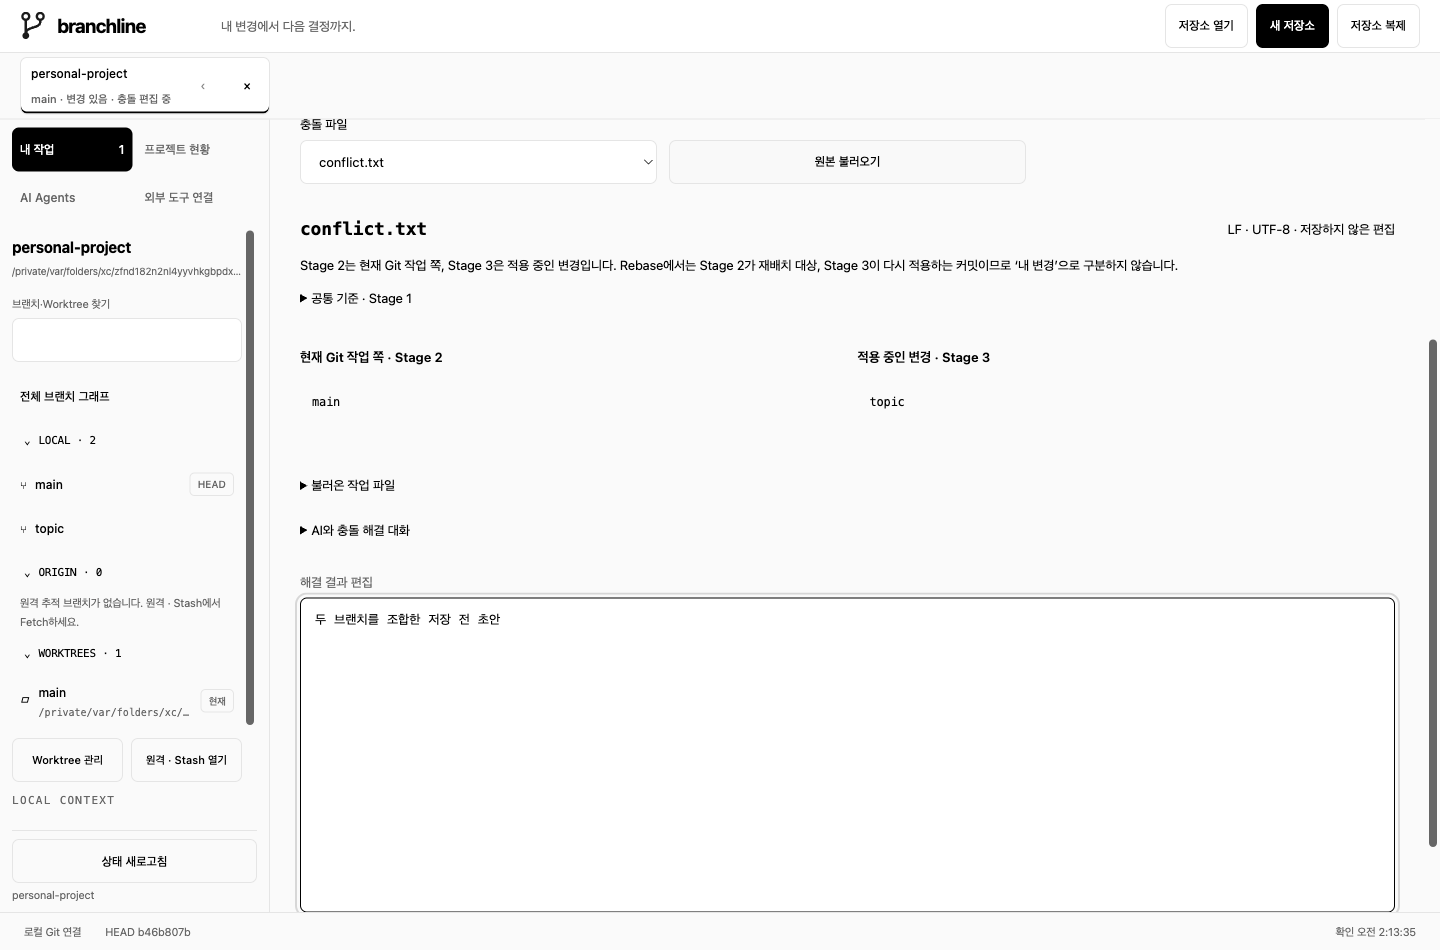 branchline
내 변경에서 다음 결정까지.
저장소 열기
새 저장소
저장소 복제
personal-project
main · 변경 있음 · 충돌 편집 중
내 작업 1
프로젝트 현황
AI Agents
외부 도구 연결
personal-project
/private/var/folders/xc/zfnd182n2nl4yyvhkgbpdx...
브랜치·Worktree 찾기
전체 브랜치 그래프
LOCAL · 2
main HEAD
topic
ORIGIN · 0
원격 추적 브랜치가 없습니다. 원격 · Stash에서
Fetch하세요.
WORKTREES · 1
main
/private/var/folders/xc/…
현재
Worktree 관리
원격 · Stash 열기
LOCAL CONTEXT
상태 새로고침
personal-project
충돌 파일
conflict.txt
원본 불러오기
conflict.txt
LF · UTF-8 · 저장하지 않은 편집
Stage 2는 현재 Git 작업 쪽, Stage 3은 적용 중인 변경입니다. Rebase에서는 Stage 2가 재배치 대상, Stage 3이 다시 적용하는 커밋이므로 ‘내 변경’으로 구분하지 않습니다.
공통 기준 · Stage 1
현재 Git 작업 쪽 · Stage 2
적용 중인 변경 · Stage 3
main
topic
불러온 작업 파일
AI와 충돌 해결 대화
해결 결과 편집
두 브랜치를 조합한 저장 전 초안
로컬 Git 연결
HEAD b46b807b
확인 오전 2:13:35